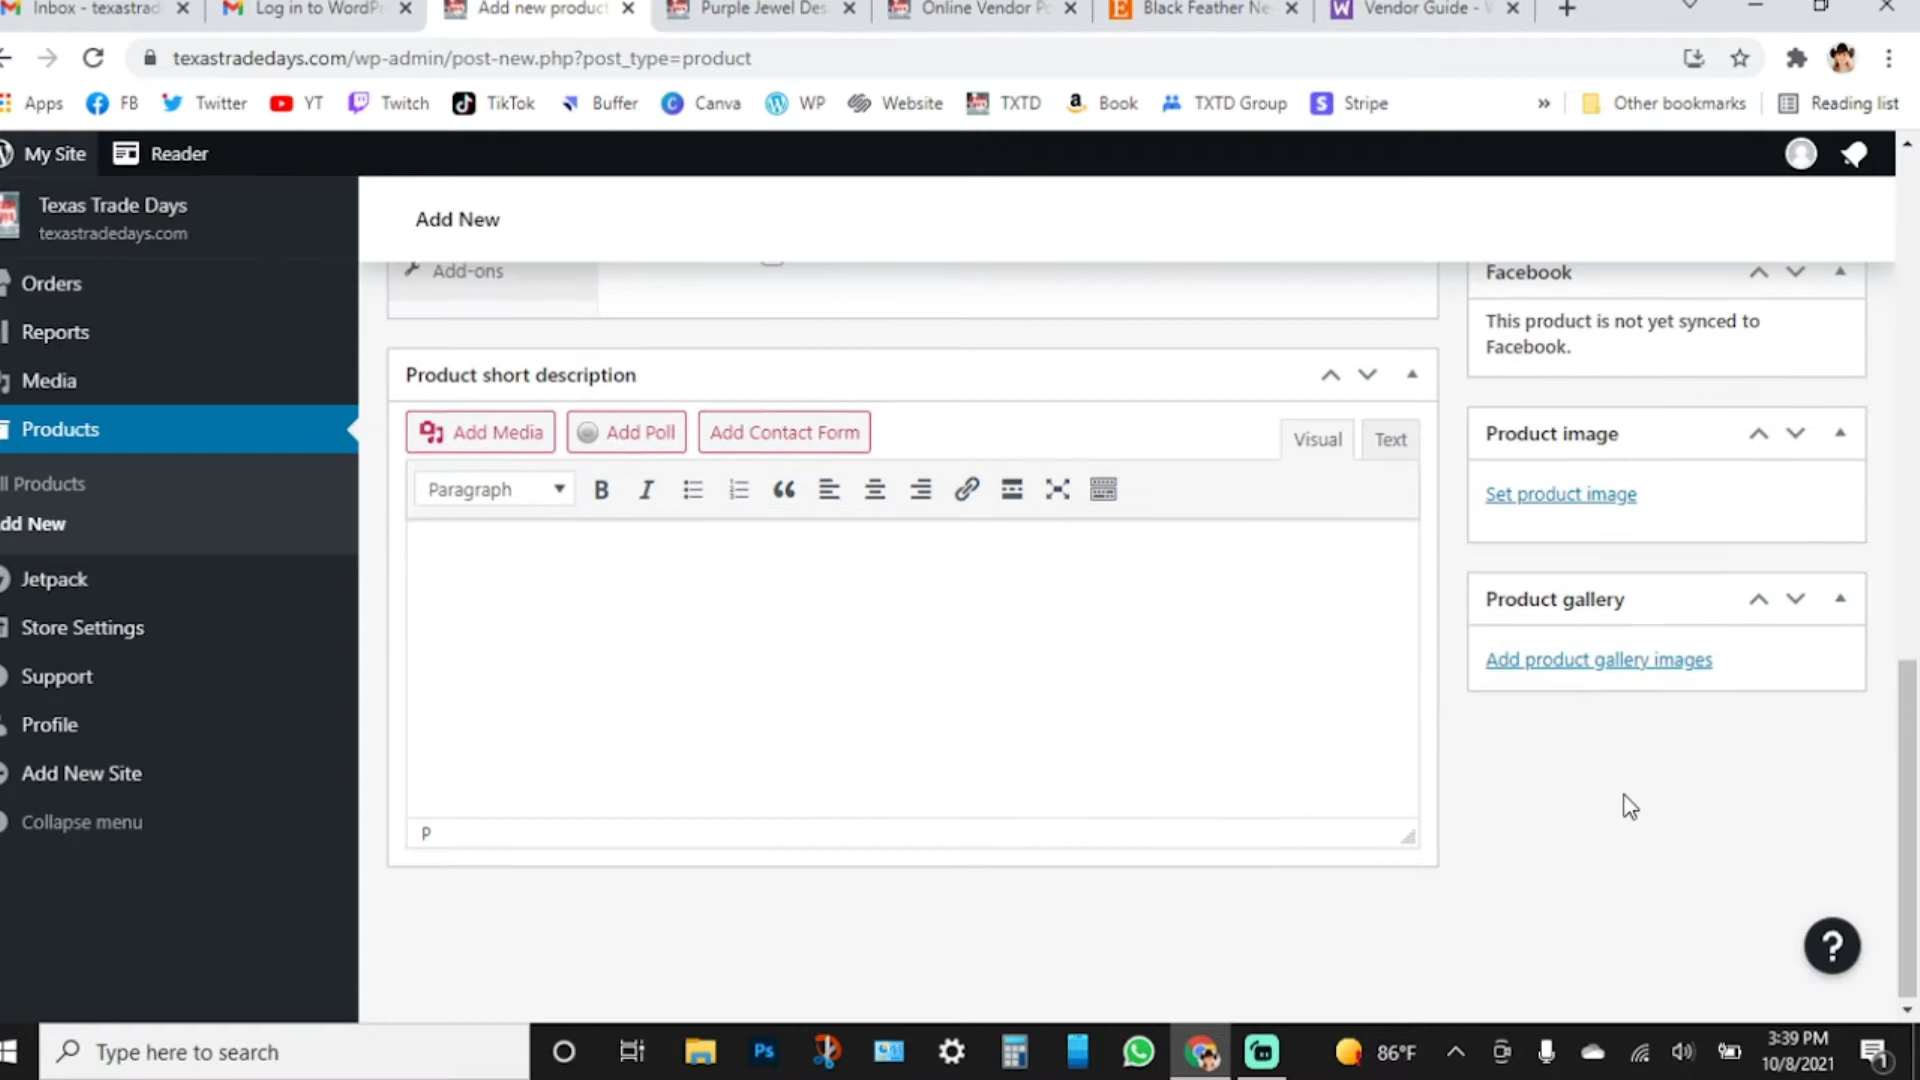 Inbox - texastrad
Log in to WordPr
Add new product
Purple Jewel Des
Online Vendor Po
Black Feather Ne
Vendor Guide - W
texastradedays.com/wp-admin/post-new.php?post_type=product
Apps
FB
Twitter
YT
Twitch
TikTok
Buffer
Canva
WP
Website
TXTD
Book
TXTD Group
Stripe
»
Other bookmarks
Reading list
My Site
Reader
Texas Trade Days
texastradedays.com
Add New
Orders
Reports
Media
Products
ll Products
dd New
Jetpack
Store Settings
Support
Profile
Add New Site
Collapse menu
Add-ons
Product short description
Add Media
Add Poll
Add Contact Form
Visual
Text
Paragraph
B
I
P
Facebook
This product is not yet synced to
Facebook.
Product image
Set product image
Product gallery
Add product gallery images
?
Type here to search
Ps
86°F
3:39 PM
10/8/2021
1